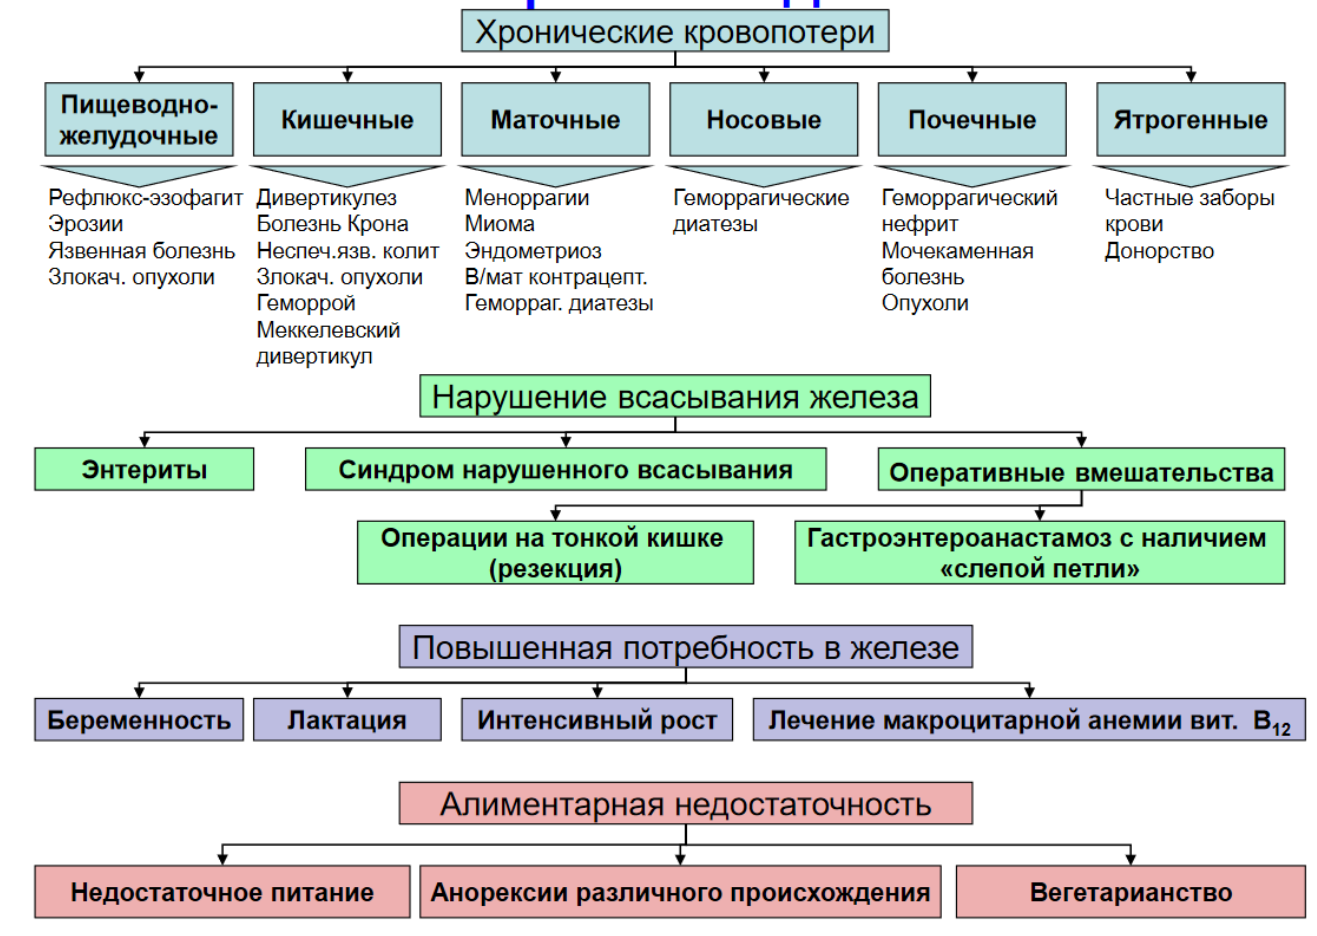 Хронические кровопотери
Пищеводно-
желудочные
Кишечные
Маточные
Носовые
Почечные
Ятрогенные
Рефлюкс-эзофагит
Эрозии
Язвенная болезнь
Злокач. опухоли
Дивертикулез
Болезнь Крона
Неспеч.язв. колит
Злокач. опухоли
Геморрой
Меккелевский
дивертикул
Меноррагии
Миома
Эндометриоз
В/мат контрацепт.
Геморраг. диатезы
Геморрагические
диатезы
Геморрагический
нефрит
Мочекаменная
болезнь
Опухоли
Частные заборы
крови
Донорство
Нарушение всасывания железа
Энтериты
Синдром нарушенного всасывания
Оперативные вмешательства
Операции на тонкой кишке
(резекция)
Гастроэнтероанастамоз с наличием
«слепой петли»
Повышенная потребность в железе
Беременность
Лактация
Интенсивный рост
Лечение макроцитарной анемии вит. В12
Алиментарная недостаточность
Недостаточное питание
Анорексии различного происхождения
Вегетарианство